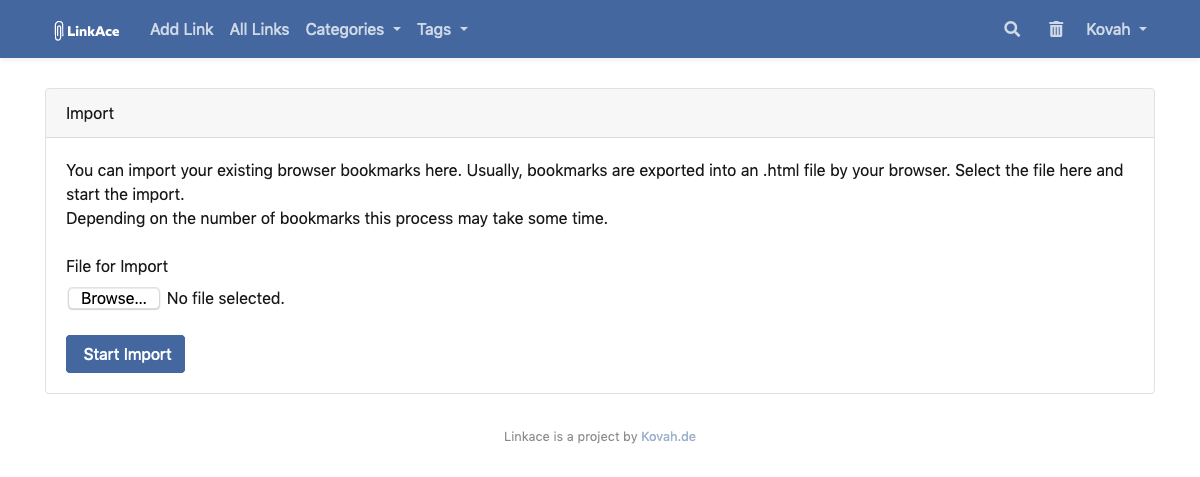 LinkAce Add Link All Links Categories Tags Kovah
Import
You can import your existing browser bookmarks here. Usually, bookmarks are exported into an .html file by your browser. Select the file here and
start the import.
Depending on the number of bookmarks this process may take some time.
File for Import
Browse... No file selected.
Start Import
Linkace is a project by Kovah.de